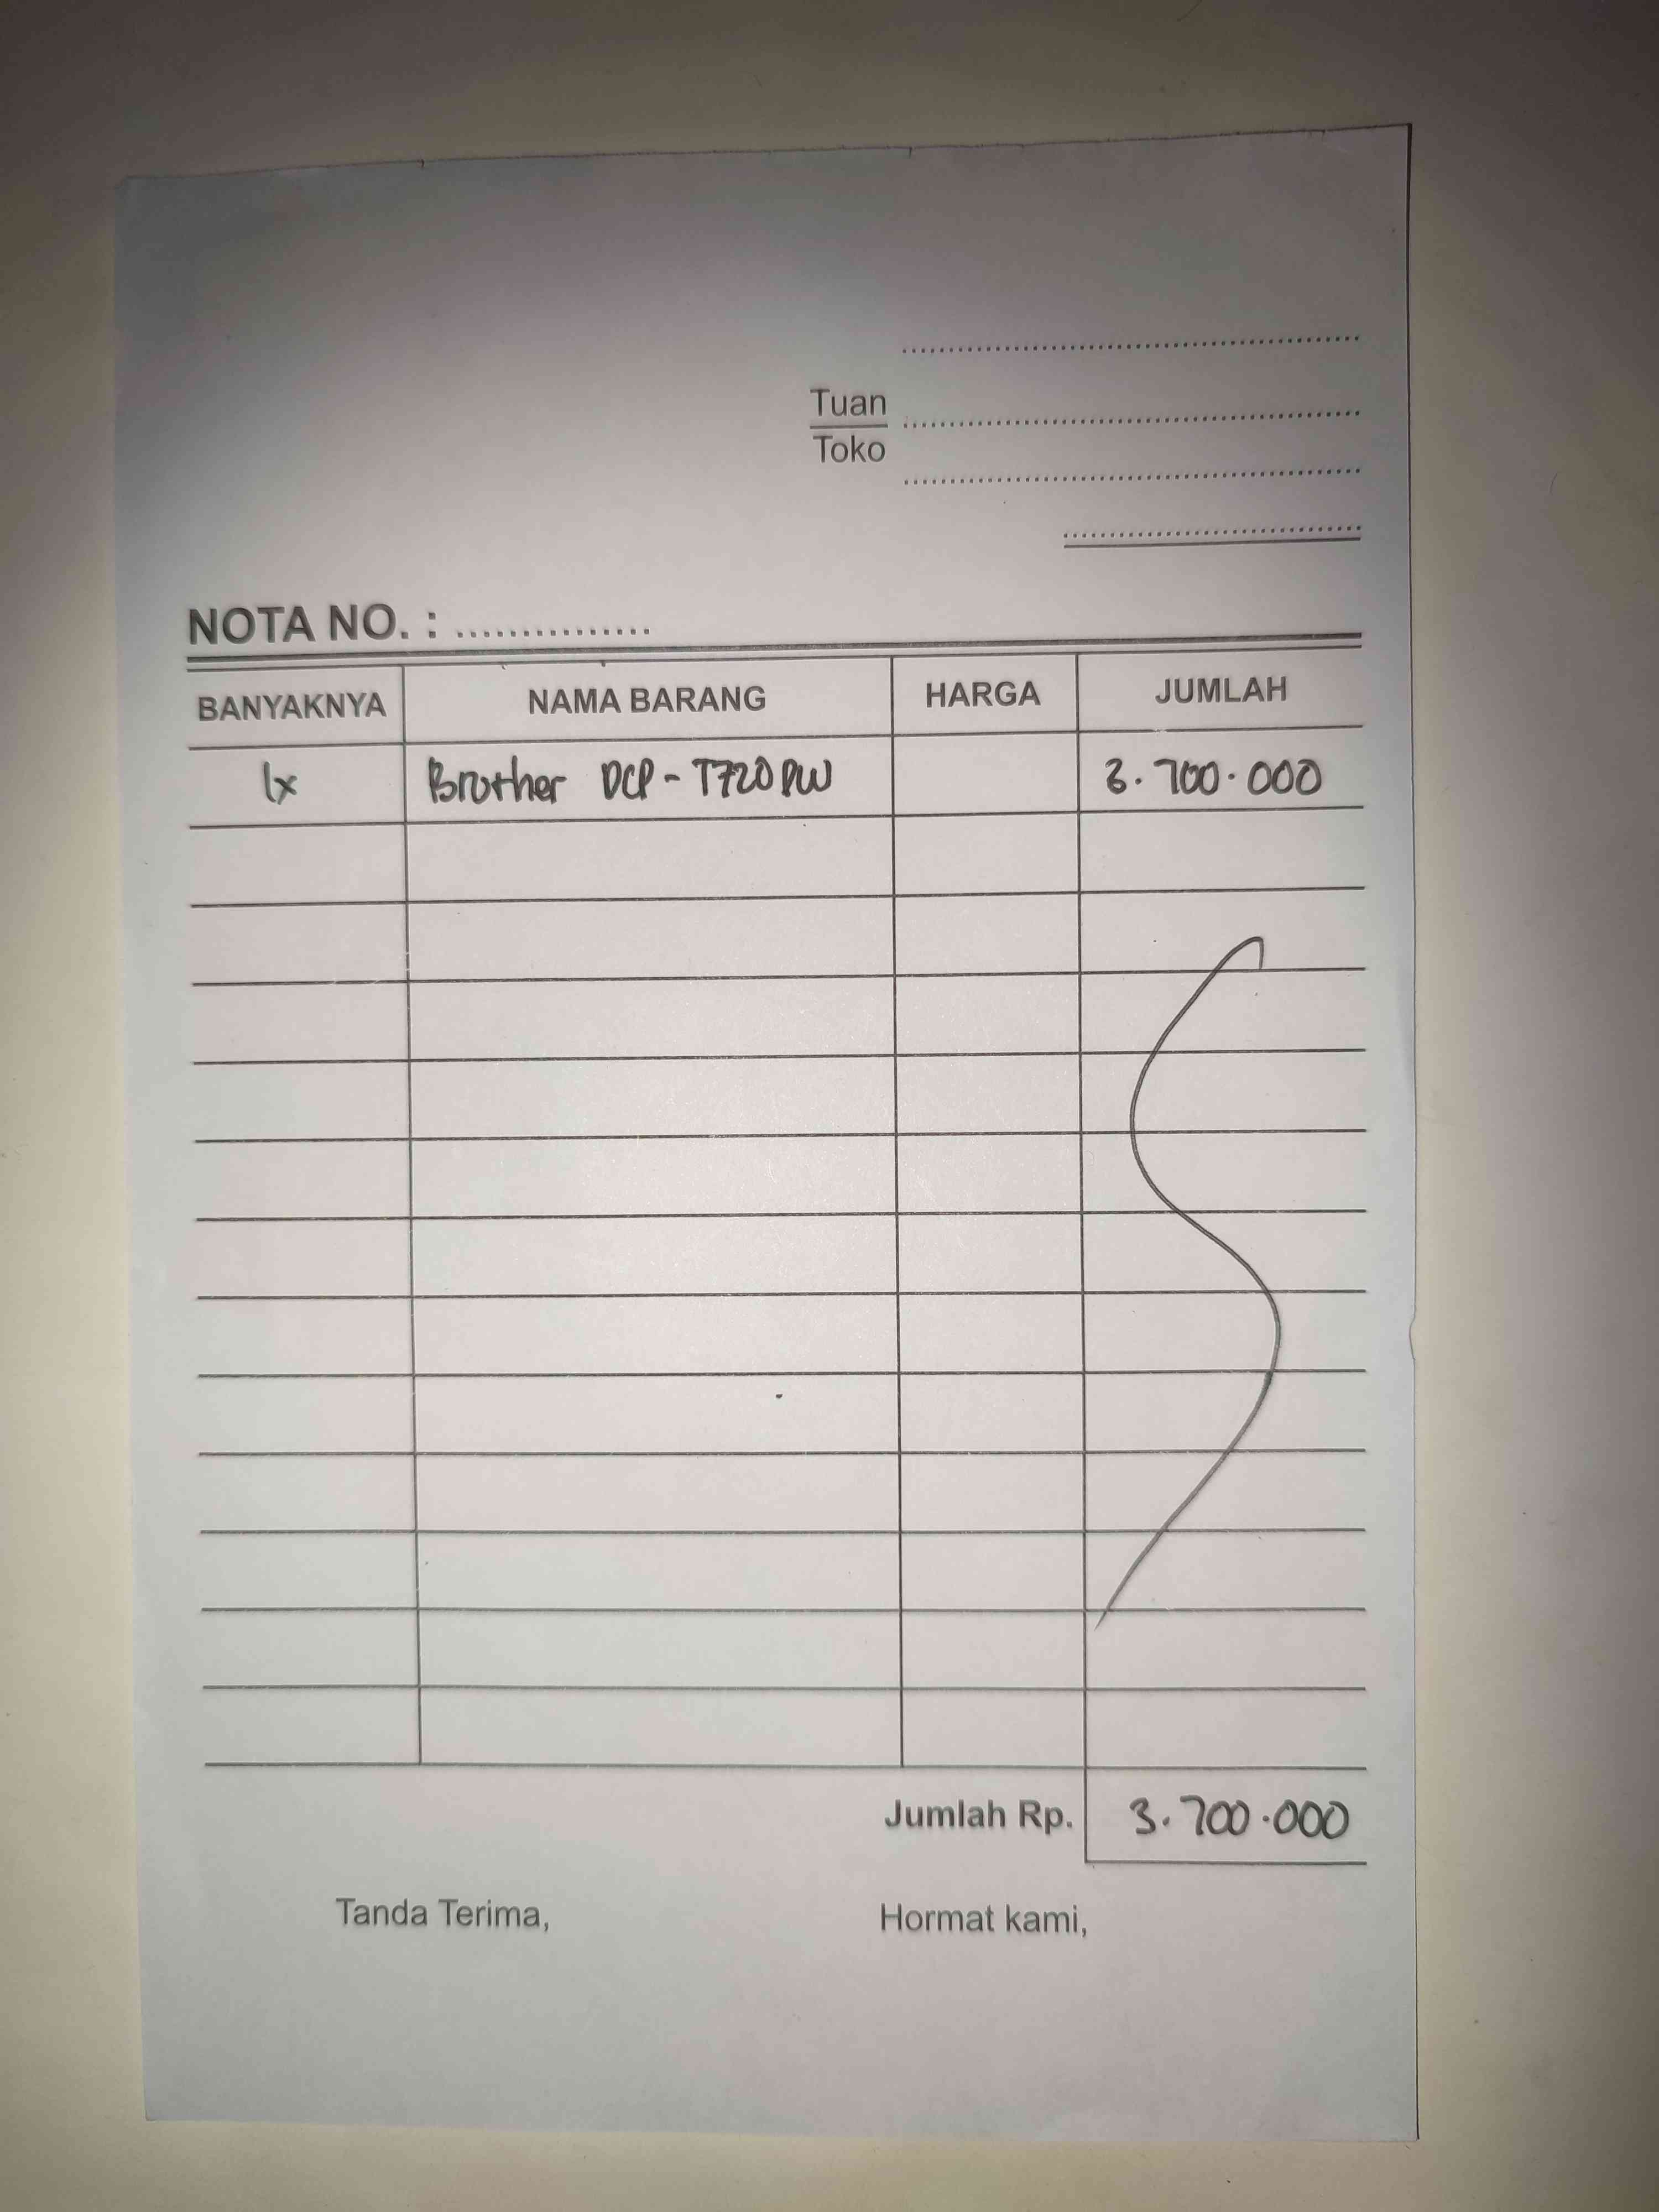 Tuan
Toko
NOTA NO. : ...............
BANYAKNYA NAMA BARANG HARGA JUMLAH
1x Brother DCP-T720PW 3.700.000
Jumlah Rp. 3.700.000
Tanda Terima, Hormat kami,